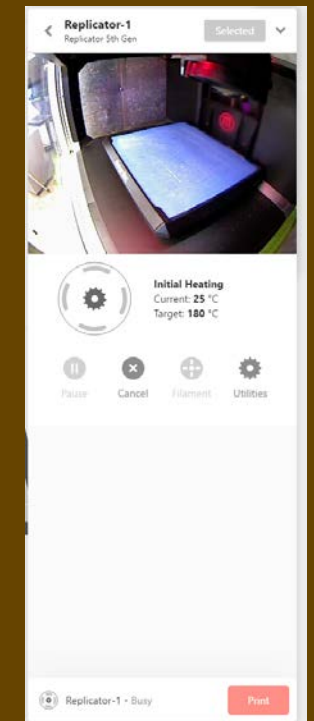 Replicator-1
Replicator 5th Gen
Selected
Initial Heating
Current: 25 °C
Target: 180 °C
Pause
Cancel
Filament
Utilities
Replicator-1 - Busy
Print